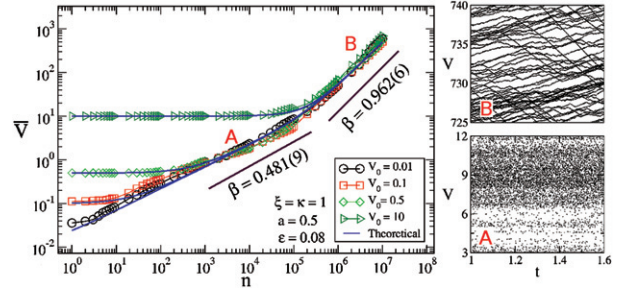 10³
10²
10¹
10⁰
10⁻¹
10⁻²
V̅
10⁰ 10¹ 10² 10³ 10⁴ 10⁵ 10⁶ 10⁷ 10⁸
n
A
B
β = 0.481(9)
β = 0.962(6)
ξ = κ = 1
a = 0.5
ε = 0.08
V₀ = 0.01
V₀ = 0.1
V₀ = 0.5
V₀ = 10
Theoretical
740
735
V
730
725
B
12
9
V
6
3
A
1 1.2 1.4 1.6
t